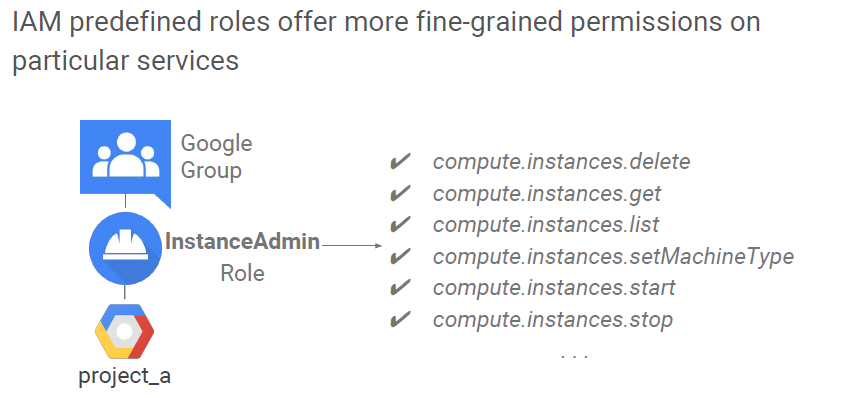 IAM predefined roles offer more fine-grained permissions on
particular services
Google
Group
InstanceAdmin
Role
project_a
✔ compute.instances.delete
✔ compute.instances.get
✔ compute.instances.list
✔ compute.instances.setMachineType
✔ compute.instances.start
✔ compute.instances.stop
. . .